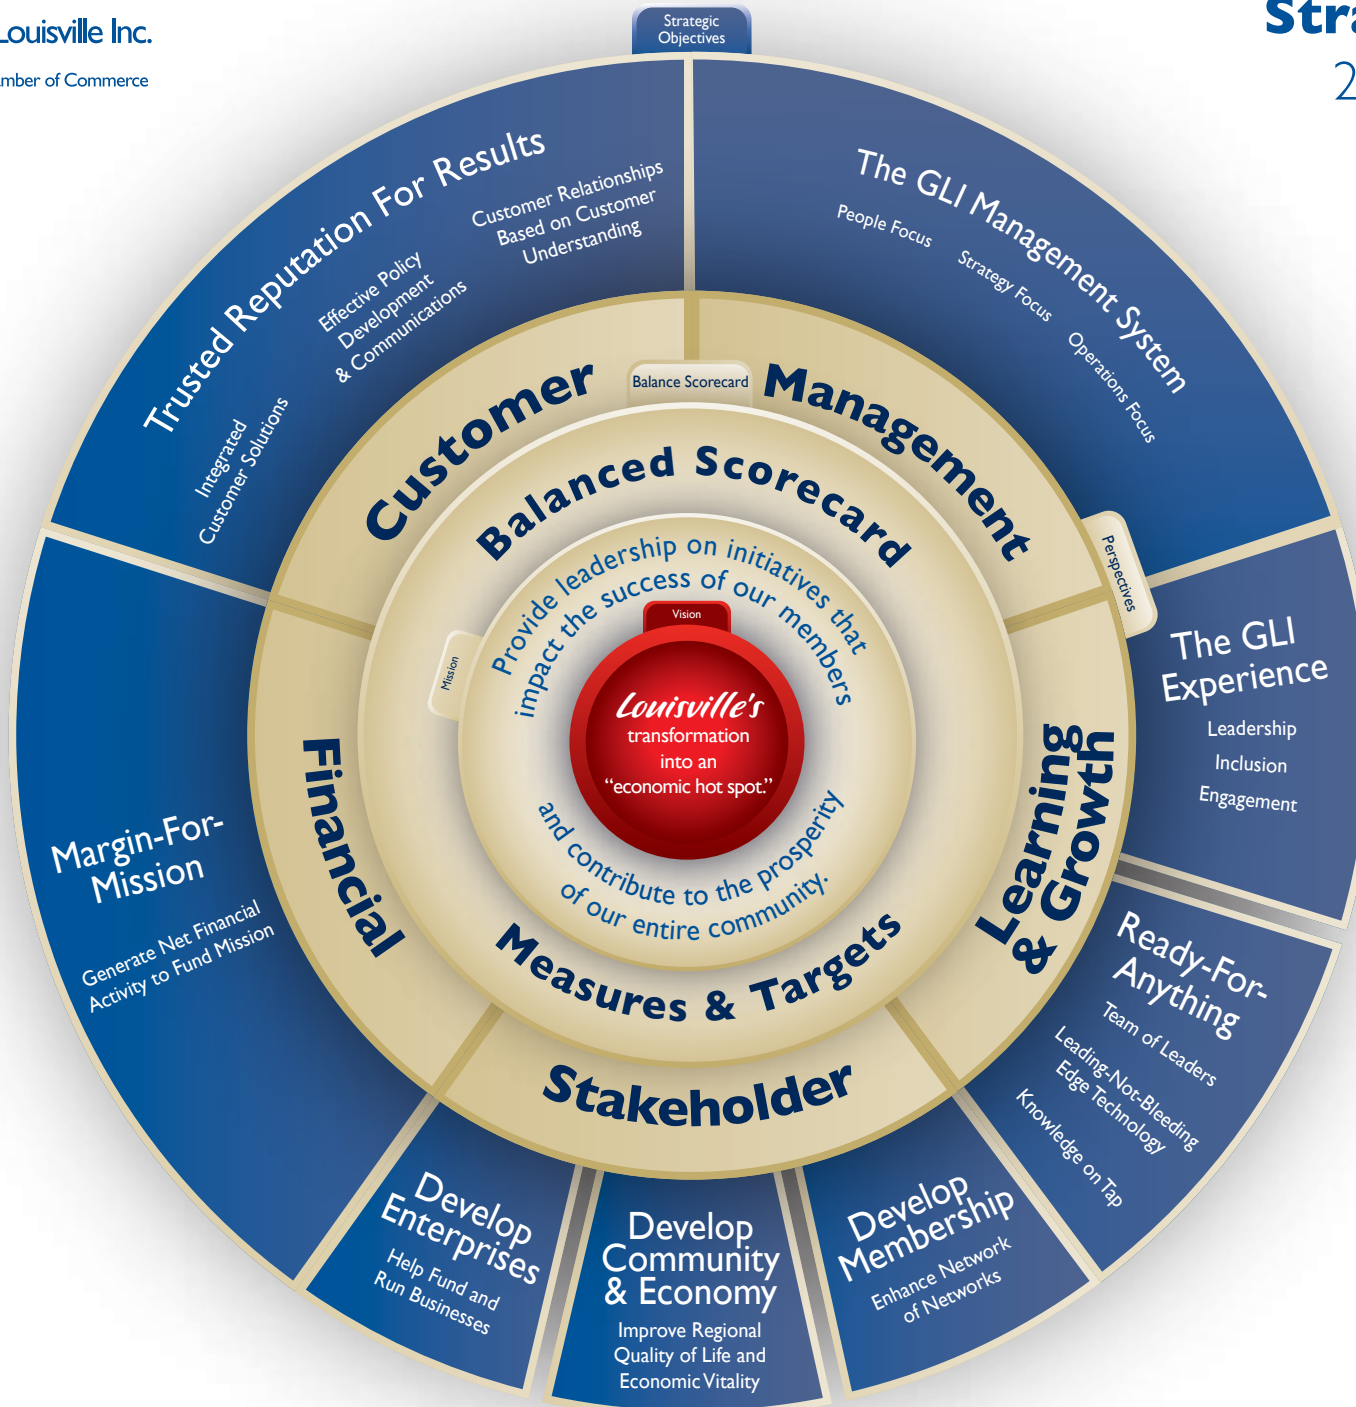 Louisville Inc.
of Commerce
Strategic
Objectives
Trusted Reputation For Results
Customer Relationships
Based on Customer
Understanding
Effective Policy
Development
& Communications
Integrated
Customer Solutions
The GLI Management System
People Focus
Strategy Focus
Operations Focus
Customer
Balance Scorecard
Management
Perspectives
Balanced Scorecard
Mission
Provide leadership on initiatives that
impact the success of our members
Vision
Louisville's
transformation
into an
“economic hot spot.”
and contribute to the prosperity
of our entire community.
Measures & Targets
Financial
Learning
& Growth
Stakeholder
The GLI
Experience
Leadership
Inclusion
Engagement
Ready-For-
Anything
Team of Leaders
Leading-Not-Bleeding
Edge Technology
Knowledge on Tap
Margin-For-
Mission
Generate Net Financial
Activity to Fund Mission
Develop
Enterprises
Help Fund and
Run Businesses
Develop
Community
& Economy
Improve Regional
Quality of Life and
Economic Vitality
Develop
Membership
Enhance Network
of Networks